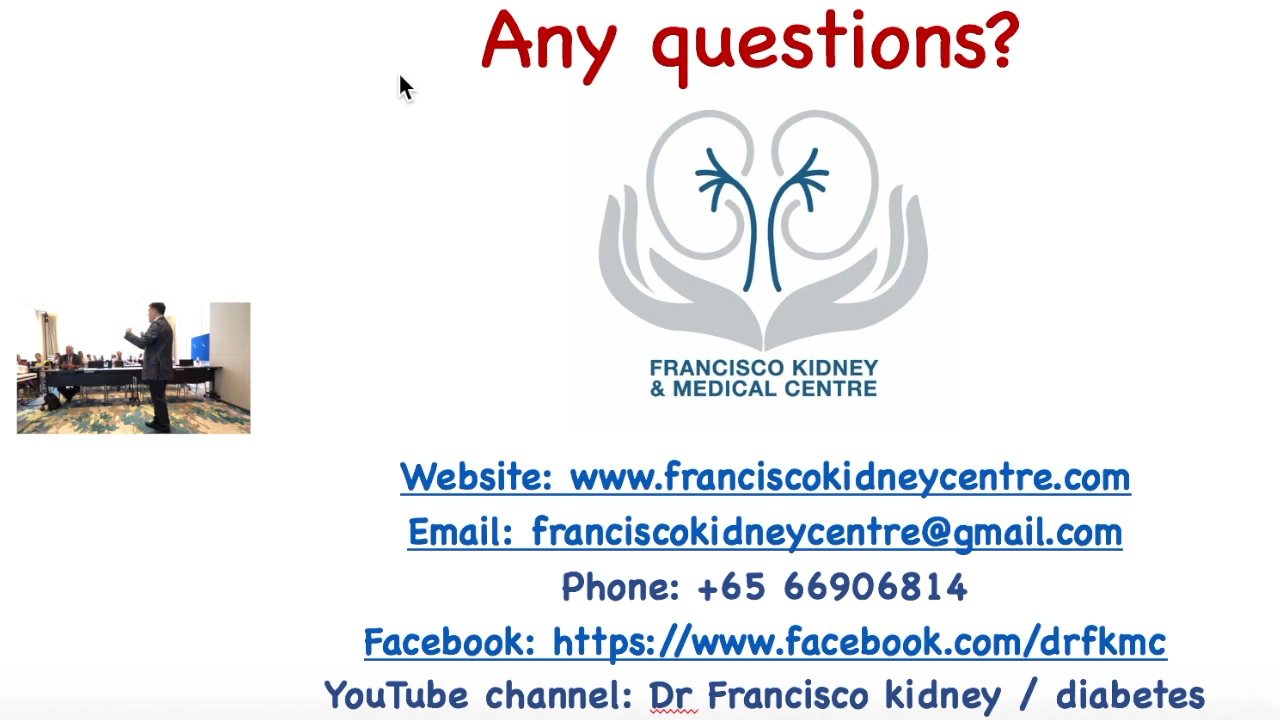 Any questions?
FRANCISCO KIDNEY
& MEDICAL CENTRE
Website: www.franciscokidneycentre.com
Email: franciscokidneycentre@gmail.com
Phone: +65 66906814
Facebook: https://www.facebook.com/drfkmc
YouTube channel: Dr Francisco kidney / diabetes